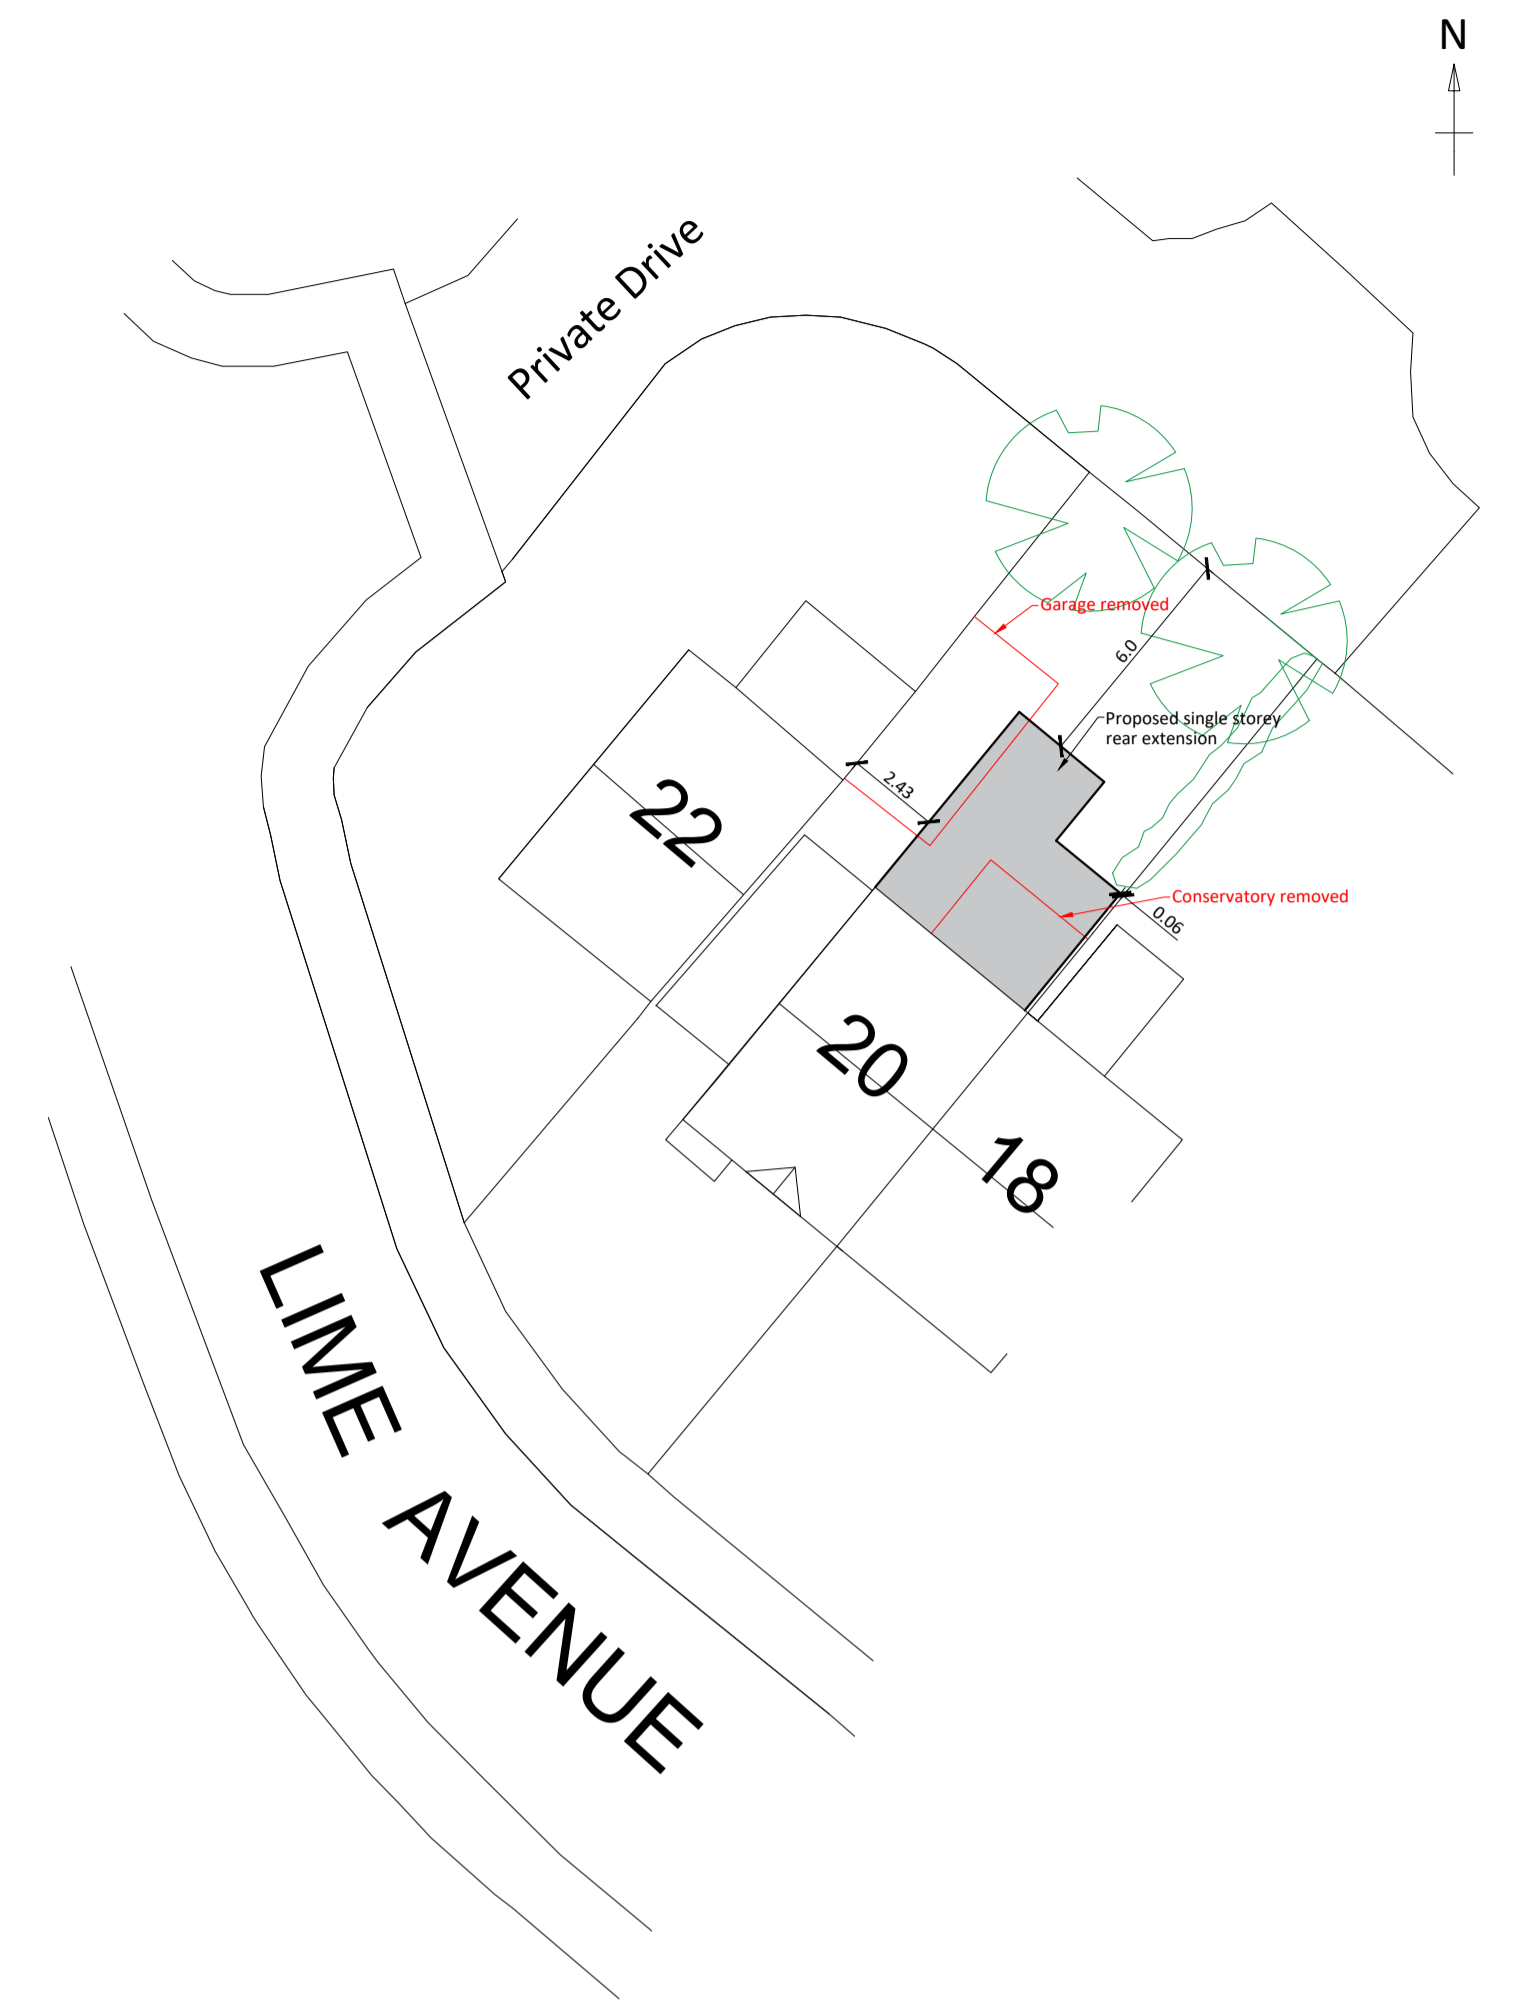 N
Private Drive
Garage removed
6.0
Proposed single storey
rear extension
2.43
22
Conservatory removed
0.06
20
18
LIME AVENUE